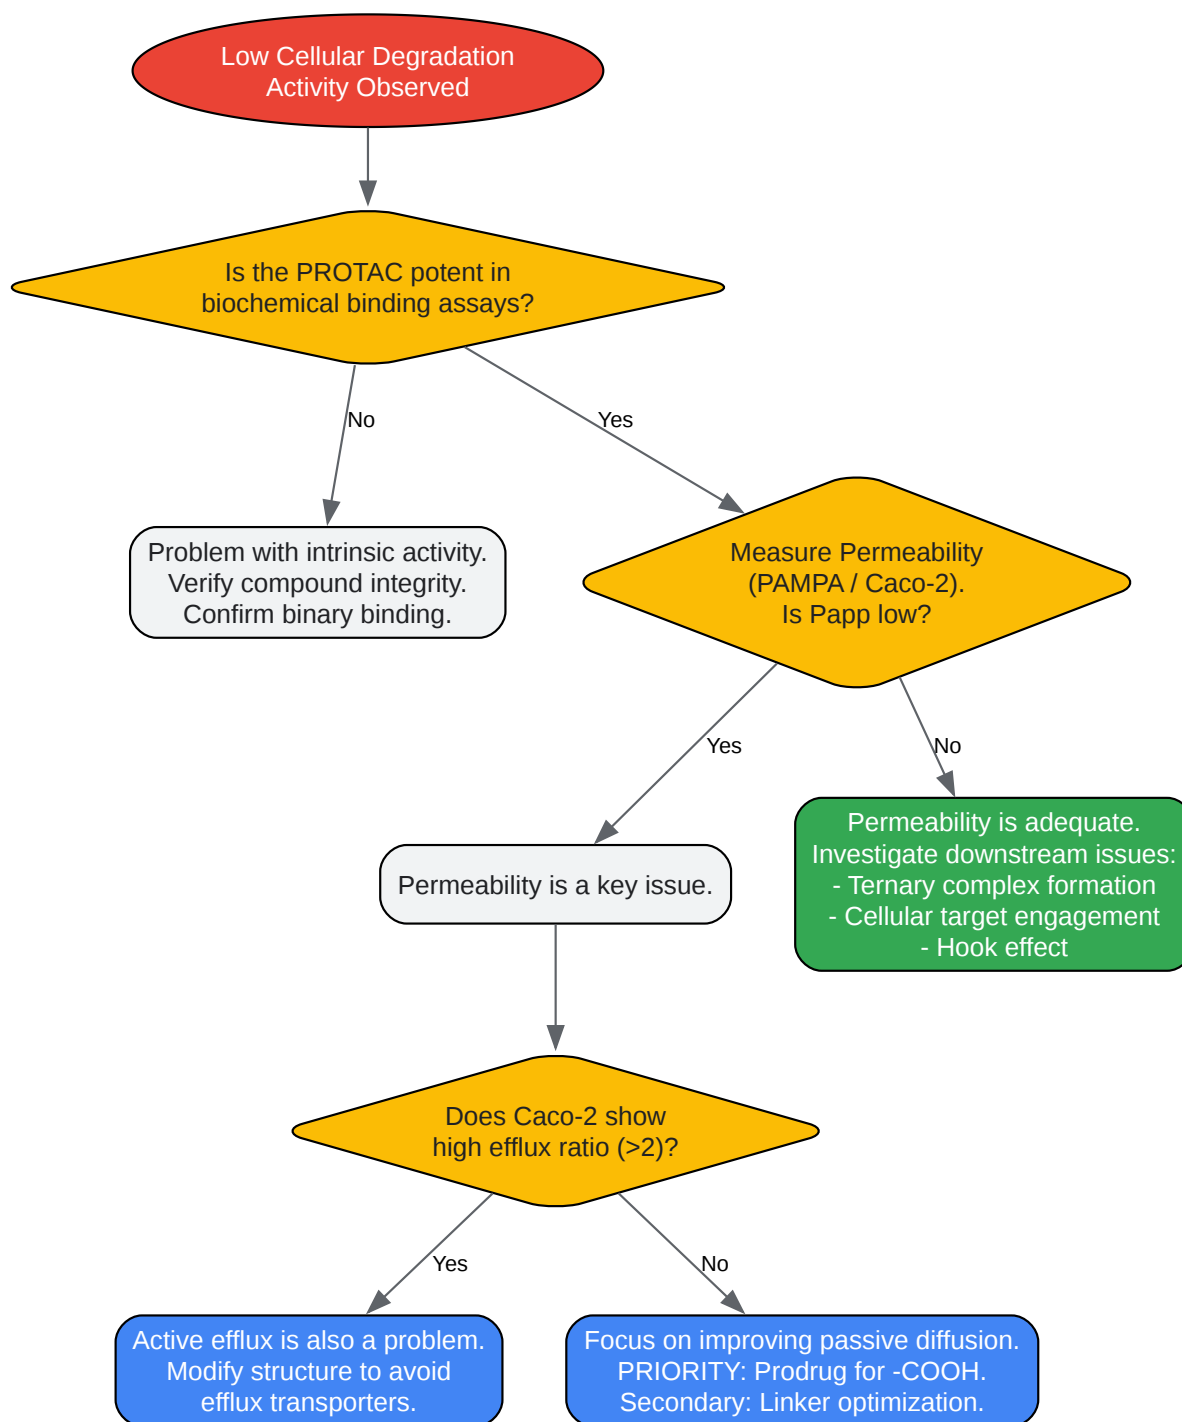 Low Cellular Degradation
Activity Observed
Is the PROTAC potent in
biochemical binding assays?
No
Yes
Problem with intrinsic activity.
Verify compound integrity.
Confirm binary binding.
Measure Permeability
(PAMPA / Caco-2).
Is Papp low?
Yes
No
Permeability is adequate.
Investigate downstream issues:
- Ternary complex formation
- Cellular target engagement
- Hook effect
Permeability is a key issue.
Does Caco-2 show
high efflux ratio (>2)?
Yes
No
Active efflux is also a problem.
Modify structure to avoid
efflux transporters.
Focus on improving passive diffusion.
PRIORITY: Prodrug for -COOH.
Secondary: Linker optimization.